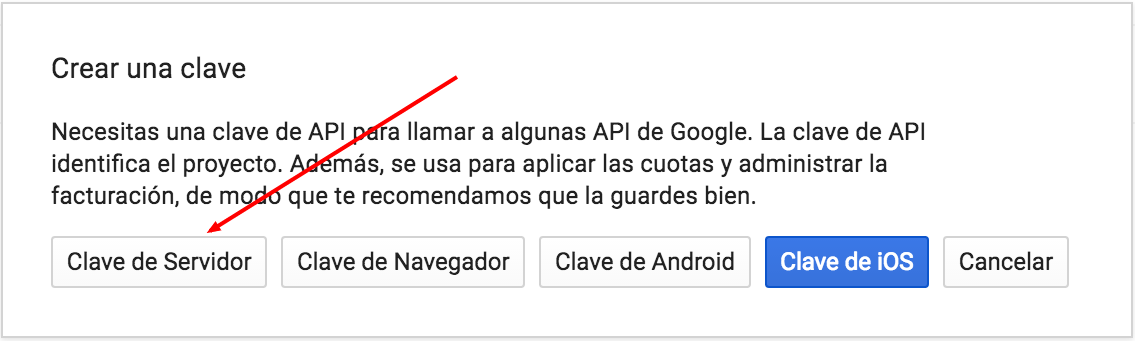 Crear una clave
Necesitas una clave de API para llamar a algunas API de Google. La clave de API
identifica el proyecto. Además, se usa para aplicar las cuotas y administrar la
facturación, de modo que te recomendamos que la guardes bien.
Clave de Servidor Clave de Navegador Clave de Android Clave de iOS Cancelar